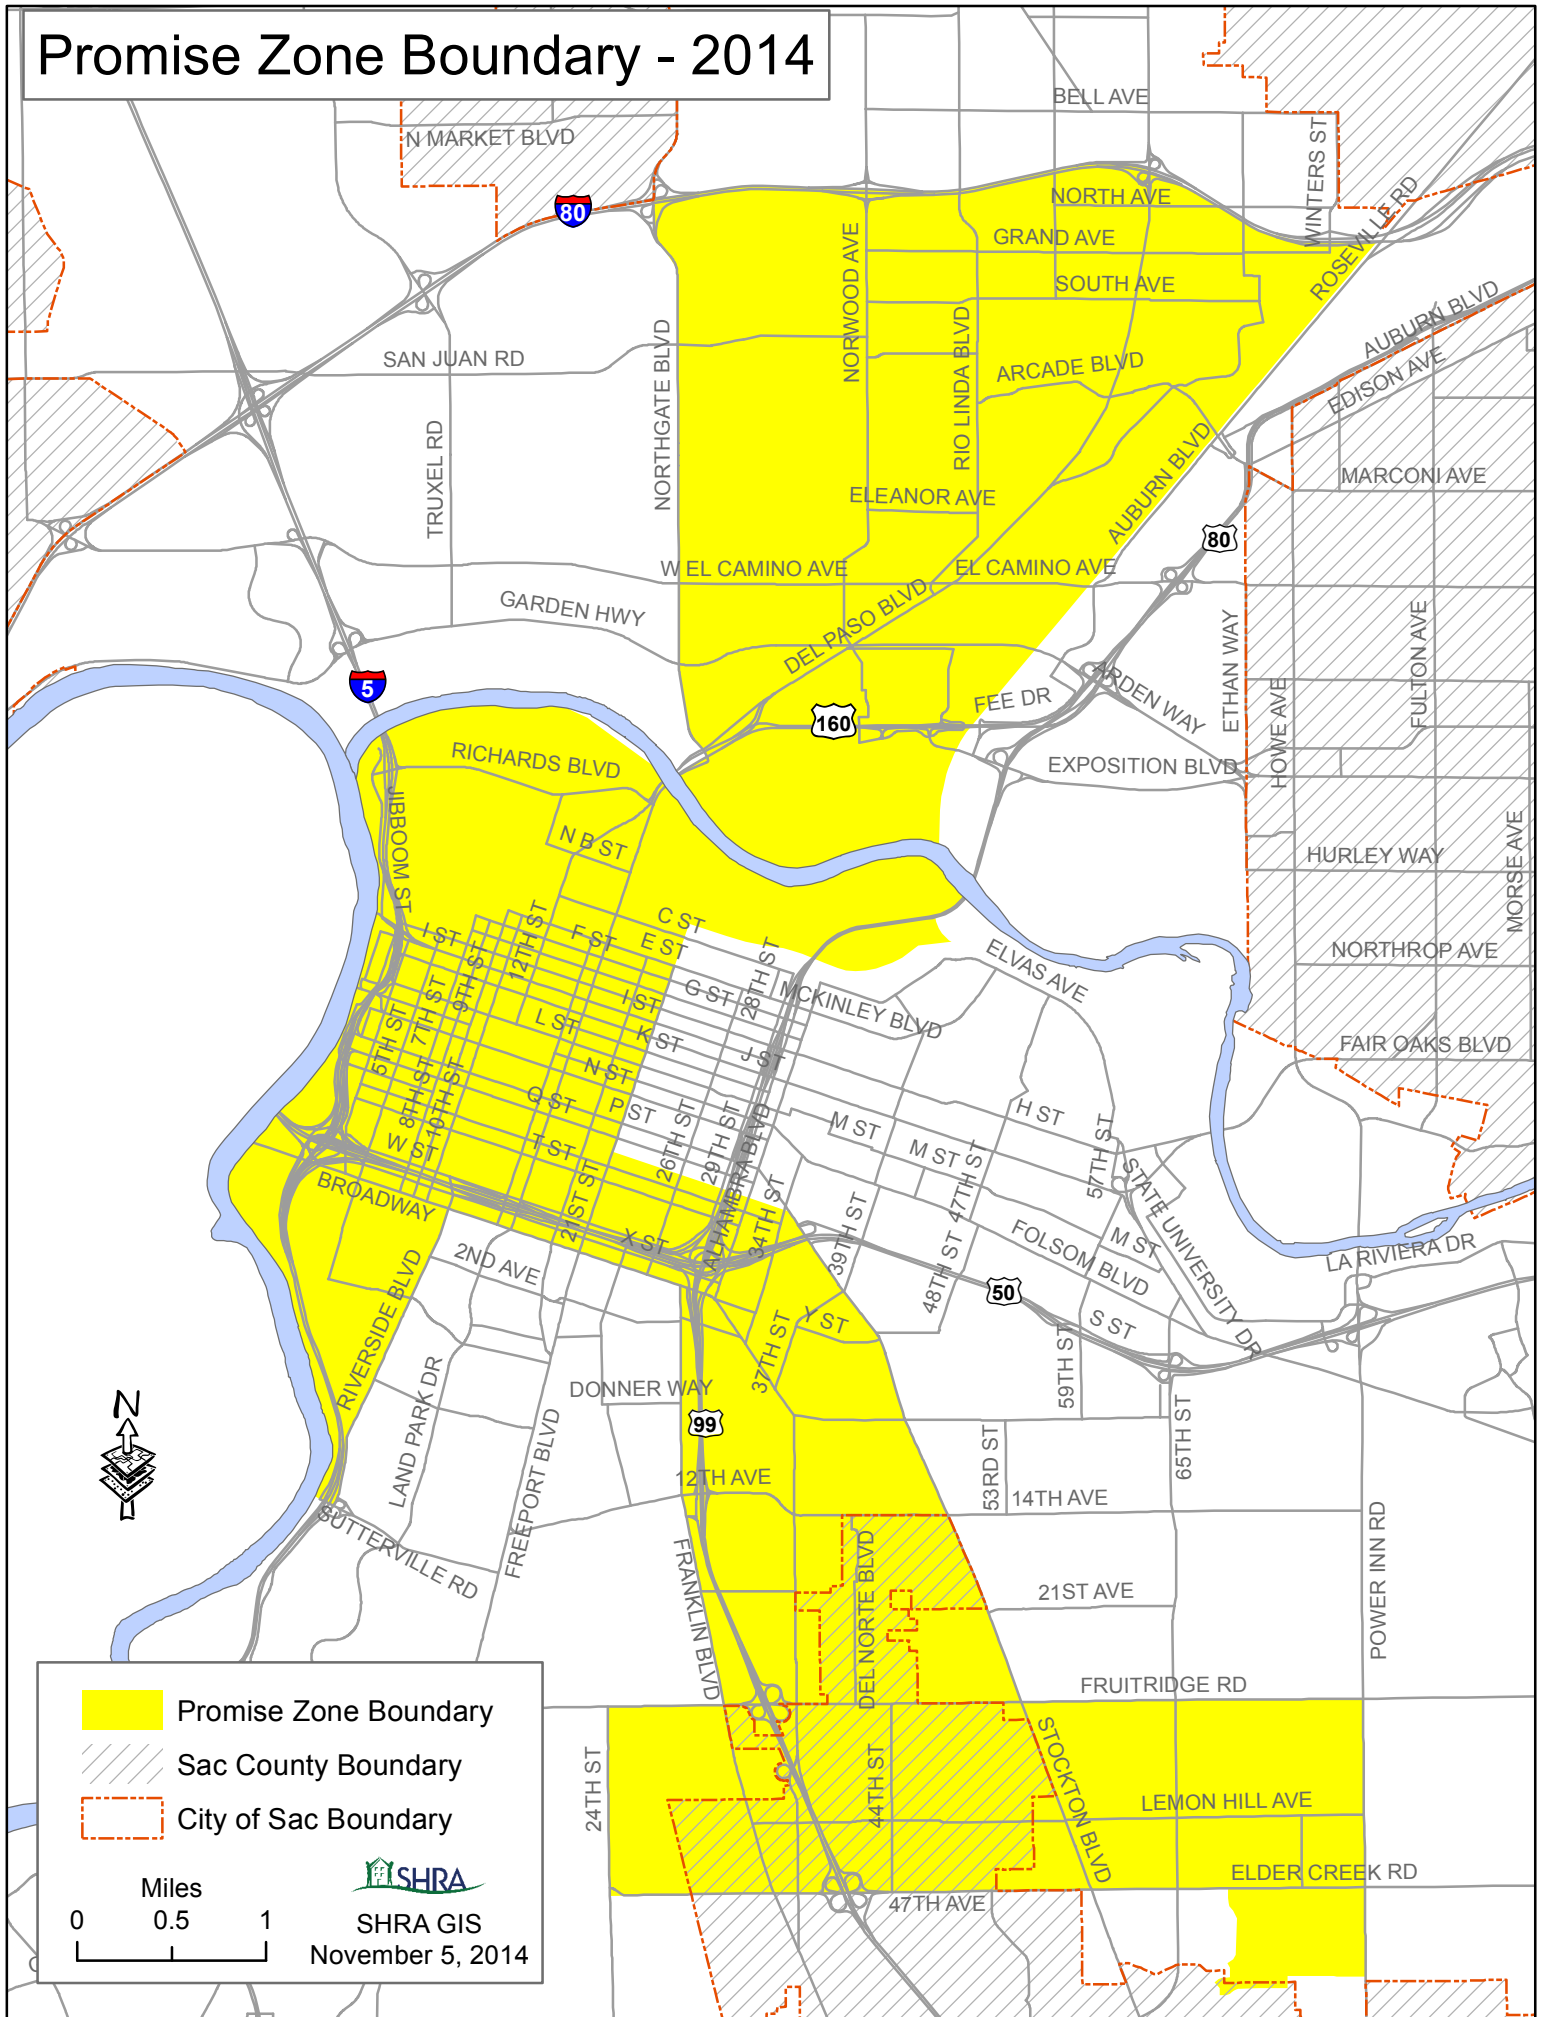 Promise Zone Boundary - 2014
BELL AVE
N MARKET BLVD
WINTERS ST
80
NORTH AVE
ROSEVILLE RD
GRAND AVE
NORWOOD AVE
SOUTH AVE
AUBURN BLVD
NORTHGATE BLVD
RIO LINDA BLVD
SAN JUAN RD
ARCADE BLVD
EDISON AVE
TRUXEL RD
AUBURN BLVD
MARCONI AVE
ELEANOR AVE
80
W EL CAMINO AVE
EL CAMINO AVE
GARDEN HWY
DEL PASO BLVD
ETHAN WAY
FULTON AVE
5
ARDEN WAY
FEE DR
160
HOWE AVE
RICHARDS BLVD
EXPOSITION BLVD
JIBBOOM ST
N B ST
HURLEY WAY
MORSE AVE
C ST
12TH ST
I ST
F ST
E ST
9TH ST
28TH ST
ELVAS AVE
NORTHROP AVE
7TH ST
I ST
G ST
MCKINLEY BLVD
5TH ST
L ST
K ST
J ST
FAIR OAKS BLVD
8TH ST
10TH ST
N ST
Q ST
P ST
H ST
26TH ST
29TH ST
ALHAMBRA BLVD
M ST
M ST
57TH ST
W ST
T ST
47TH ST
STATE UNIVERSITY DR
BROADWAY
21ST ST
34TH ST
39TH ST
X ST
2ND AVE
48TH ST
FOLSOM BLVD
M ST
LA RIVIERA DR
RIVERSIDE BLVD
50
37TH ST
Y ST
S ST
59TH ST
LAND PARK DR
DONNER WAY
N
99
FREEPORT BLVD
65TH ST
12TH AVE
53RD ST
14TH AVE
SUTTERVILLE RD
POWER INN RD
FRANKLIN BLVD
DEL NORTE BLVD
21ST AVE
FRUITRIDGE RD
Promise Zone Boundary
Sac County Boundary
City of Sac Boundary
24TH ST
44TH ST
STOCKTON BLVD
LEMON HILL AVE
ELDER CREEK RD
47TH AVE
Miles
0 0.5 1
SHRA
SHRA GIS
November 5, 2014